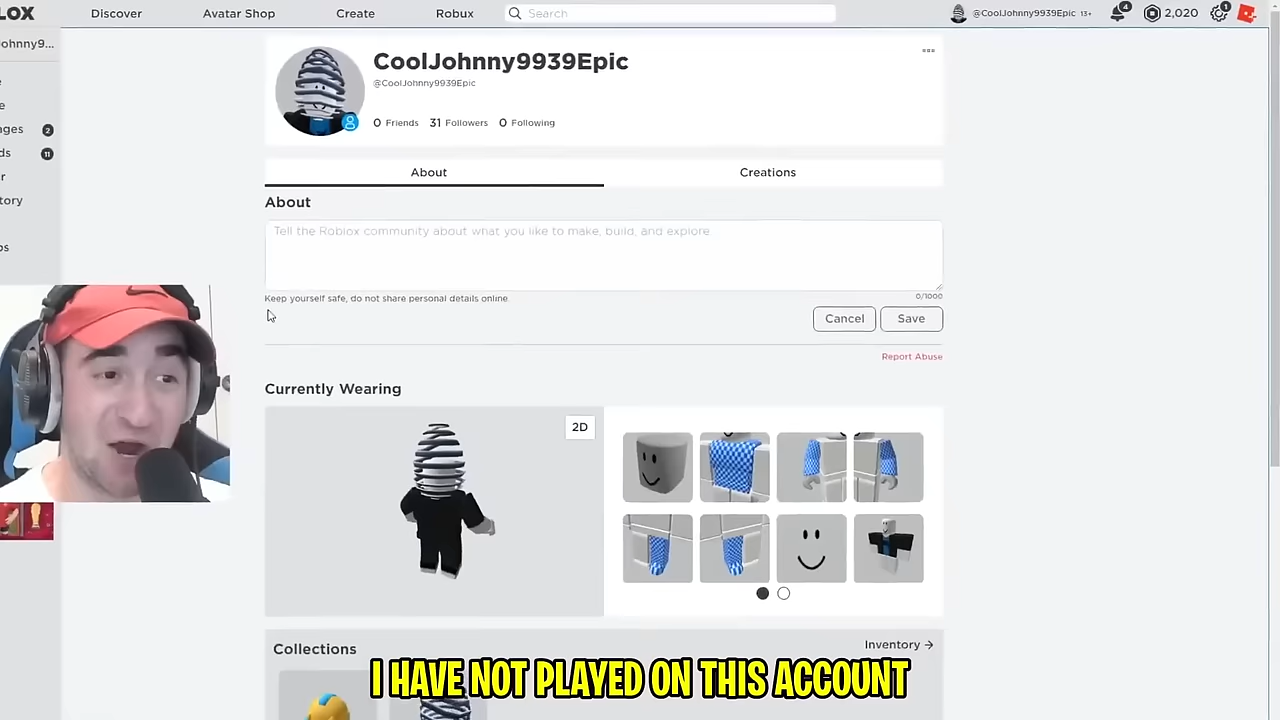 LOX
Discover
Avatar Shop
Create
Robux
Search
@CoolJohnny9939Epic 13+
4
2,020
1
ohnny9...
e
e
ages 2
ds 11
r
tory
ps
CoolJohnny9939Epic
@CoolJohnny9939Epic
0 Friends 31 Followers 0 Following
About
Creations
About
Tell the Roblox community about what you like to make, build, and explore.
Keep yourself safe, do not share personal details online
0/1000
Cancel
Save
Report Abuse
Currently Wearing
2D
Collections
Inventory →
I HAVE NOT PLAYED ON THIS ACCOUNT